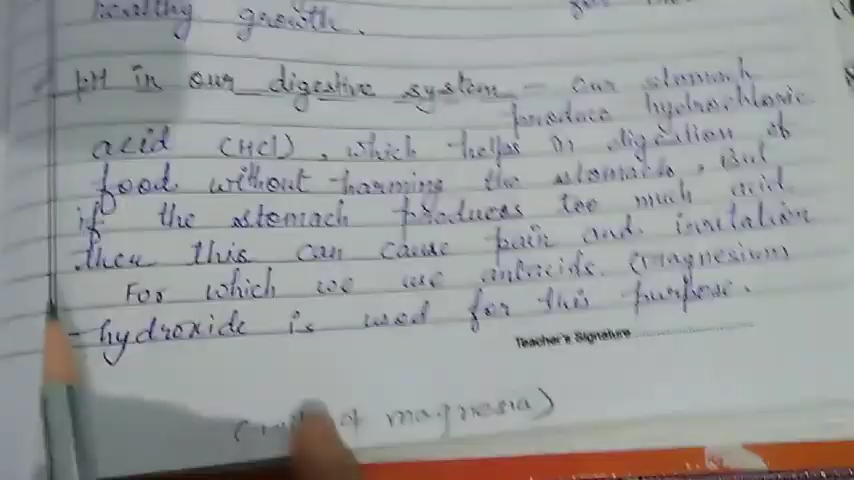 healthy growth.
pH in our digestive system - Our stomach
produce hydrochloric
acid (HCl), which helps in digestion of
food without harming the stomach, but
if the stomach produces too much acid
then this can cause pain and irritation
For which we use antacids. (magnesium
hydroxide is used for this purpose.
Teacher's Signature
of magnesia)